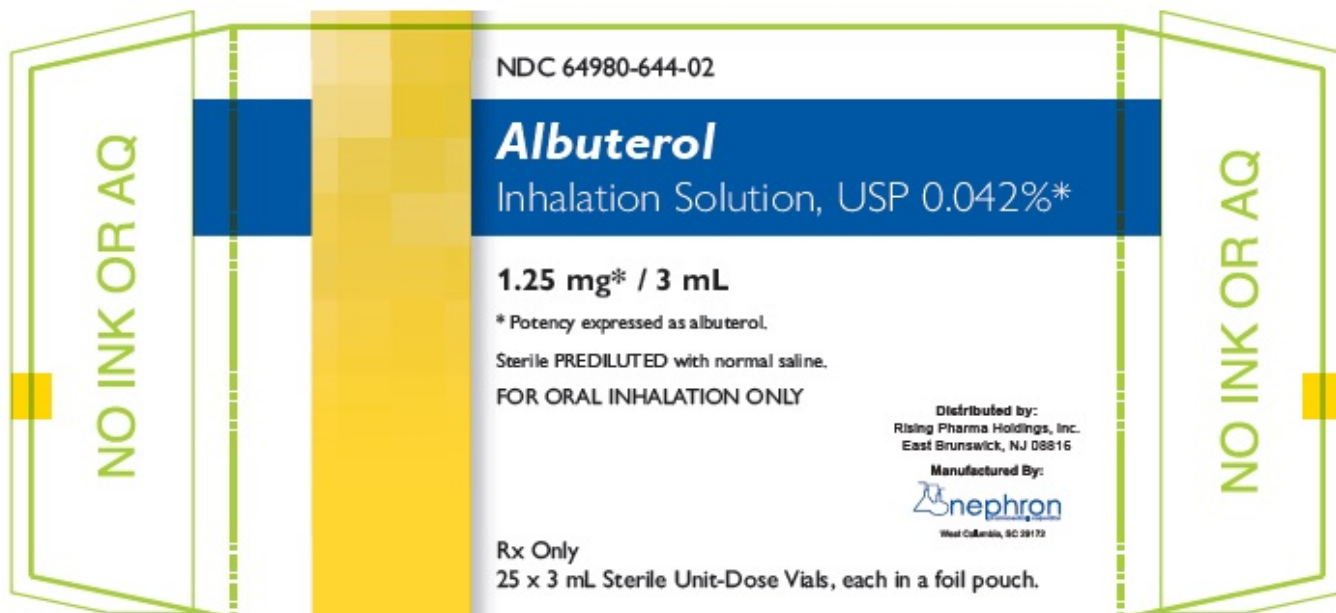 NO INK OR AQ
NDC 64980-644-02
Albuterol
Inhalation Solution, USP 0.042%*
1.25 mg* / 3 mL
* Potency expressed as albuterol.
Sterile PREDILUTED with normal saline.
FOR ORAL INHALATION ONLY
Distributed by:
Rising Pharma Holdings, Inc.
East Brunswick, NJ 08816
Manufactured By:
nephron
West Columbia, SC 29172
Rx Only
25 x 3 mL Sterile Unit-Dose Vials, each in a foil pouch.
NO INK OR AQ